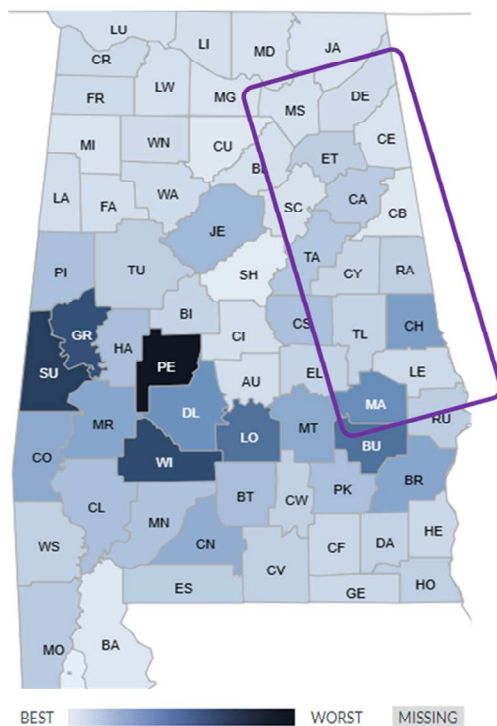 LU
LI
MD
JA
CR
FR
LW
MG
MS
DE
MI
WN
CU
ET
CE
LA
FA
WA
SC
CA
CB
JE
TA
PI
TU
SH
CY
RA
GR
HA
BI
CI
CS
TL
CH
SU
PE
DL
AU
EL
LE
MR
LO
MT
MA
RU
CO
WI
BU
BR
CL
MN
BT
CW
PK
WS
CN
CV
CF
DA
HE
ES
GE
HO
MO
BA
BEST WORST MISSING